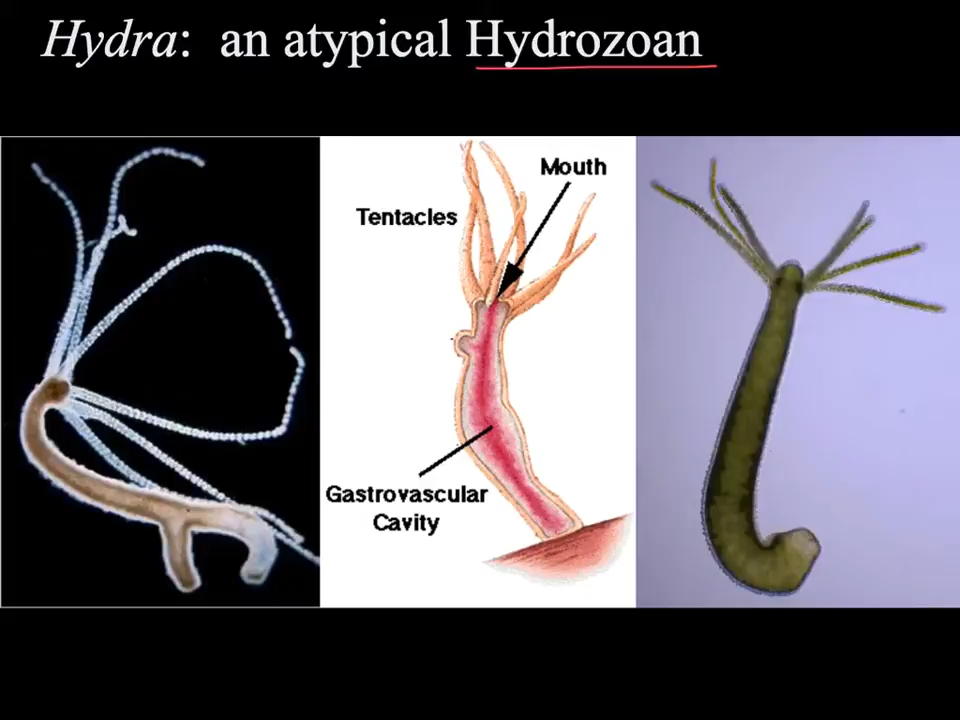 Hydra: an atypical Hydrozoan
Mouth
Tentacles
Gastrovascular
Cavity